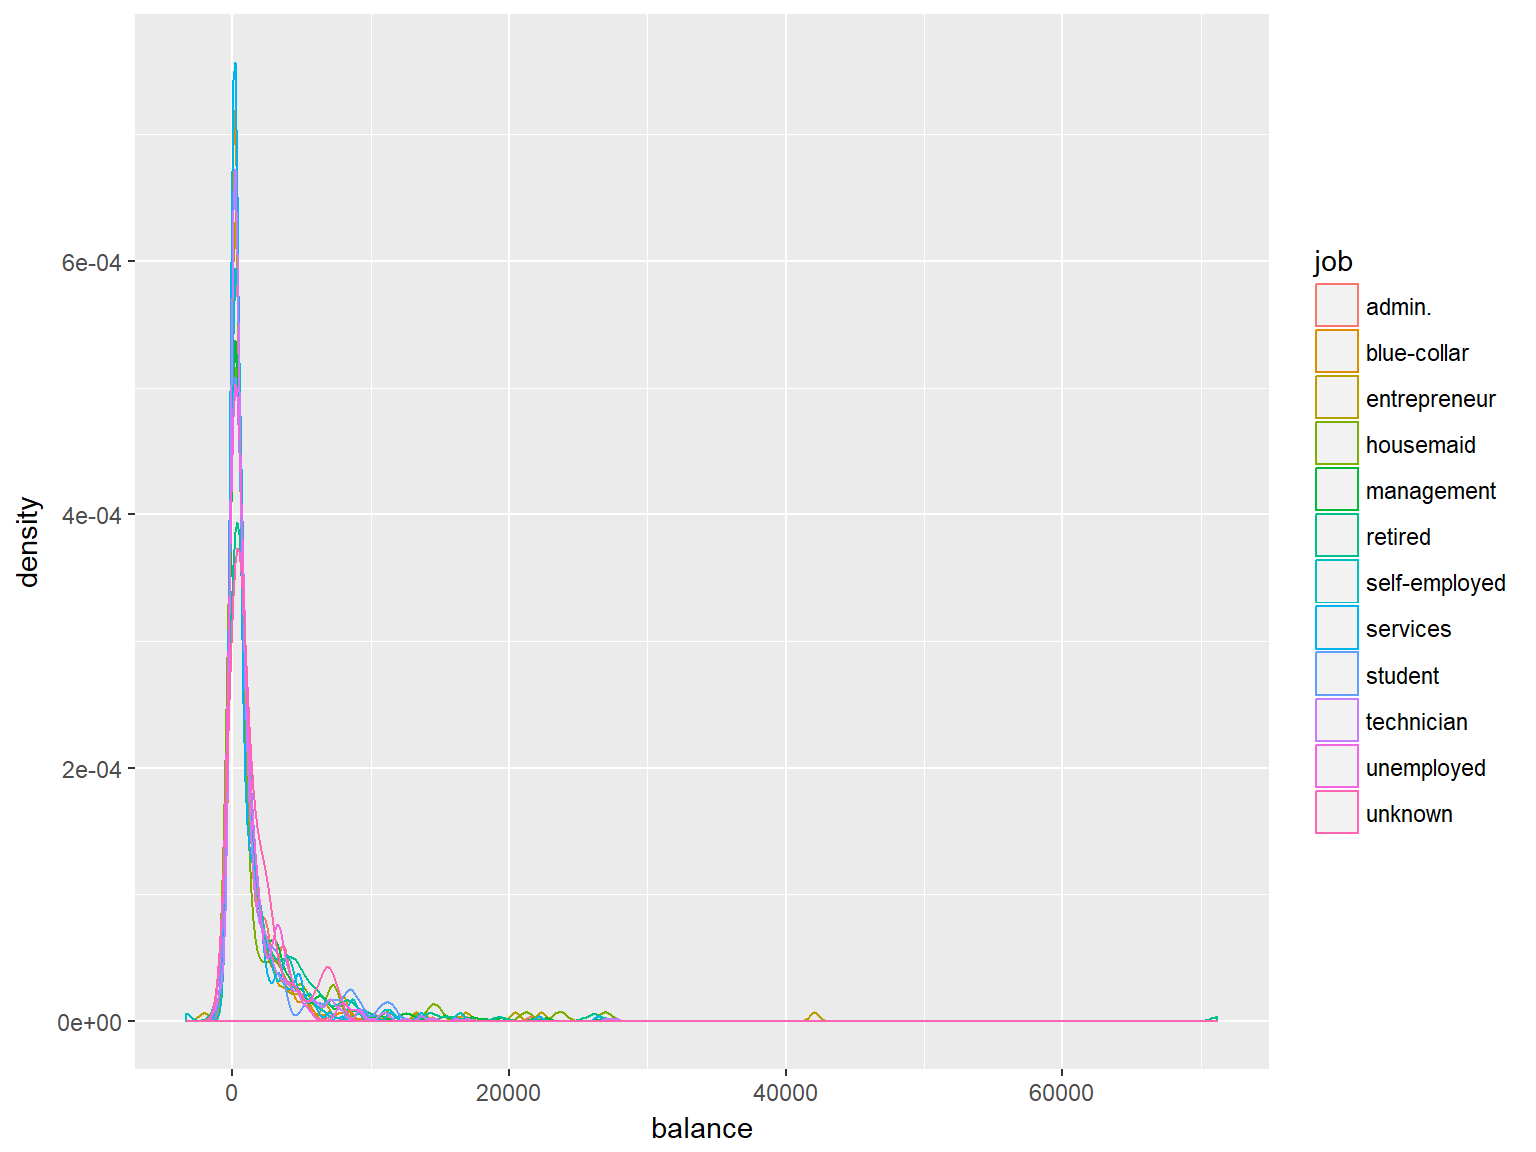 density
6e-04
4e-04
2e-04
0e+00
0
20000
40000
60000
balance
job
admin.
blue-collar
entrepreneur
housemaid
management
retired
self-employed
services
student
technician
unemployed
unknown